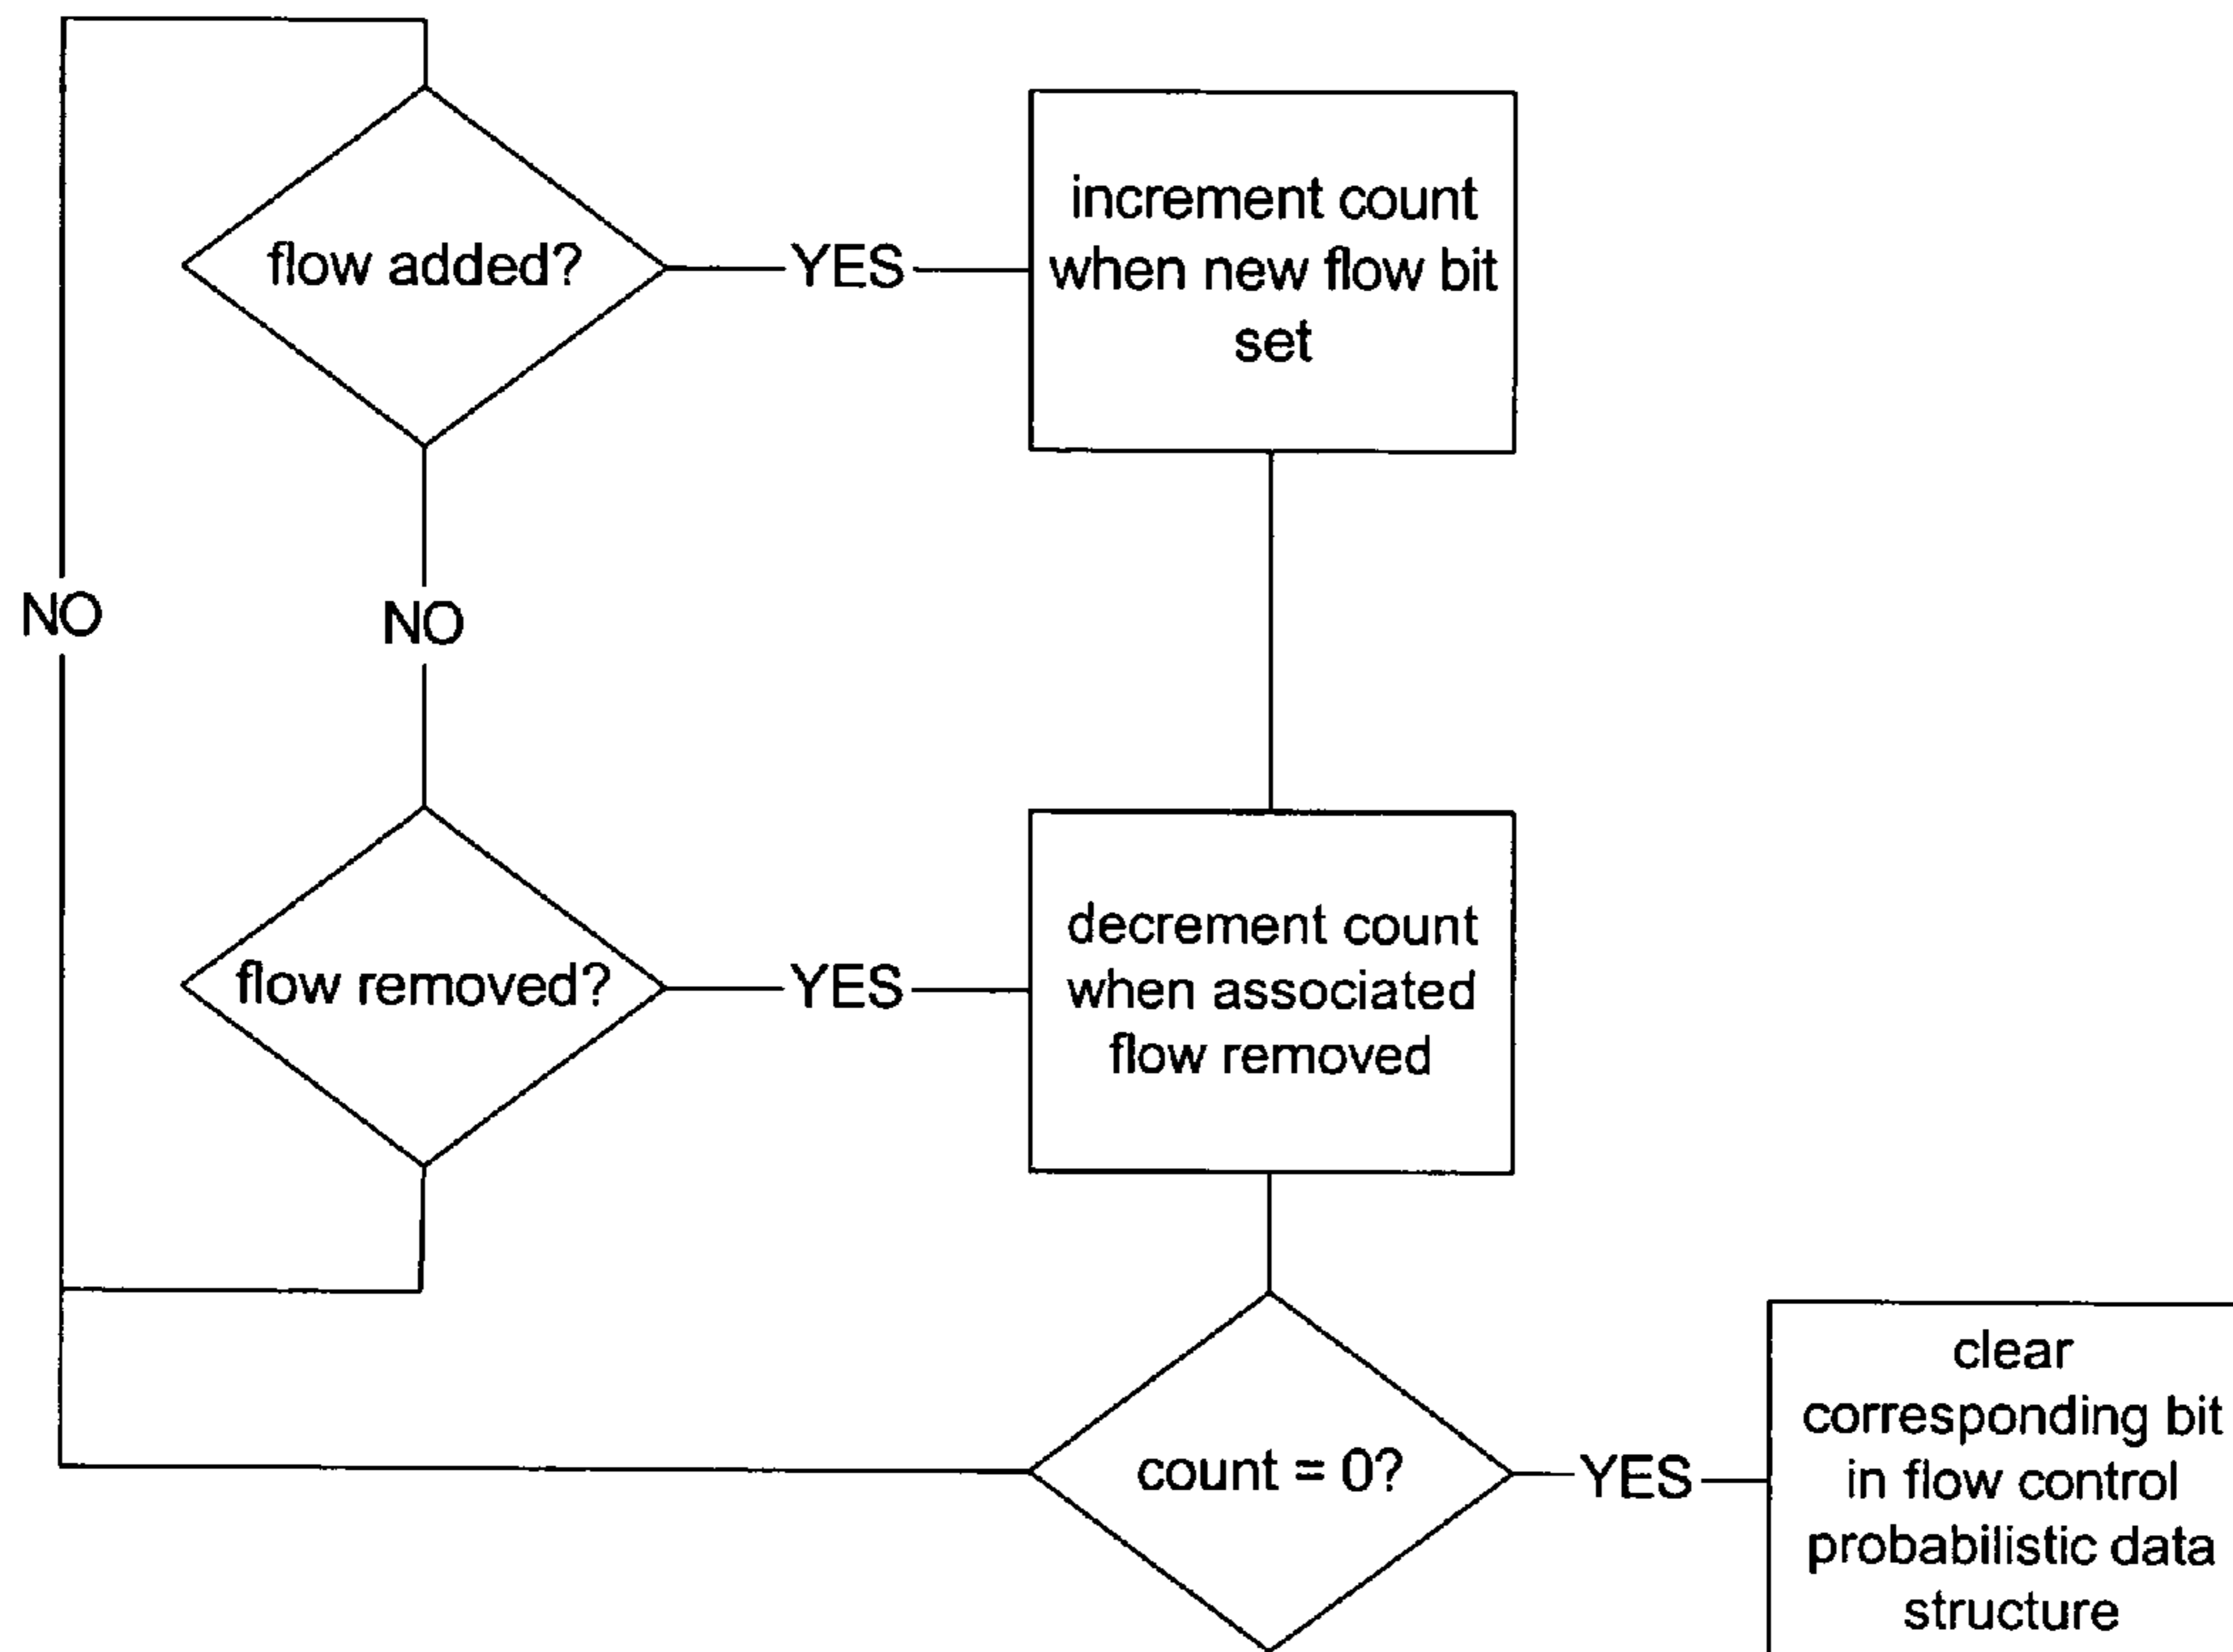 flow added?
YES
increment count
when new flow bit
set
NO
NO
flow removed?
YES
decrement count
when associated
flow removed
count = 0?
YES
clear
corresponding bit
in flow control
probabilistic data
structure